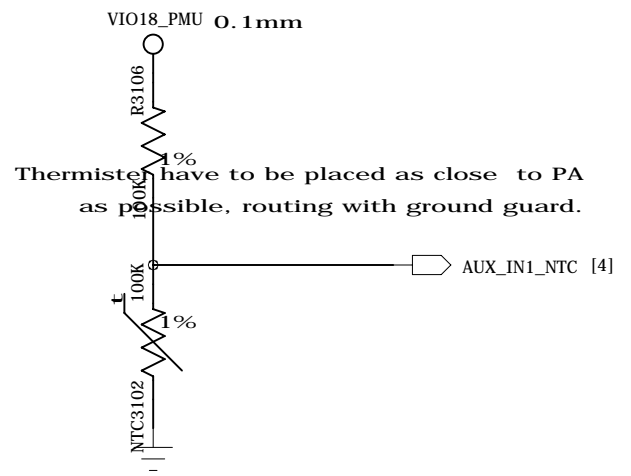 VIO18_PMU 0.1mm
R3106
1%
Thermister have to be placed as close to PA
100K
as possible, routing with ground guard.
AUX_IN1_NTC [4]
100K
t
1%
NTC3102